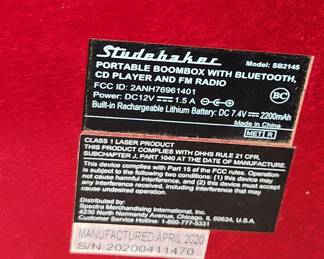 Studebaker Model: SB2145
PORTABLE BOOMBOX WITH BLUETOOTH,
CD PLAYER AND FM RADIO
FCC ID: 2ANH76961401
Power: DC12V 1.5 A
BC
Built-in Rechargeable Lithium Battery: DC 7.4V 2200mAh
Made in China
MET R
CLASS 1 LASER PRODUCT
THIS PRODUCT COMPLIES WITH DHHS RULE 21 CFR,
SUBCHAPTER J, PART 1040 AT THE DATE OF MANUFACTURE.
This device complies with Part 15 of the FCC rules. Operation
is subject to the following two conditions: (1) this device may
not cause harmful interference, and (2) this device must accept
any interference received, including interference that may
cause undesired operation.
Distributed by:
Spectra Merchandising International, Inc.
4230 North Normandy Avenue, Chicago, IL 60634, U.S.A.
Customer Service Hotline: 1-800-777-5331
MANUFACTURED:APRIL 2020
S/N:20200411470